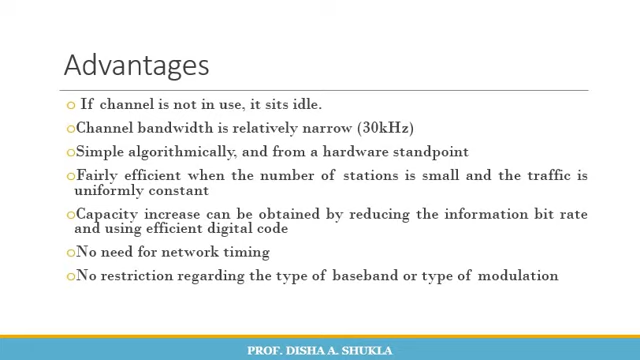 Advantages
If channel is not in use, it sits idle.
Channel bandwidth is relatively narrow (30kHz)
Simple algorithmically, and from a hardware standpoint
Fairly efficient when the number of stations is small and the traffic is
uniformly constant
Capacity increase can be obtained by reducing the information bit rate
and using efficient digital code
No need for network timing
No restriction regarding the type of baseband or type of modulation
PROF. DISHA A. SHUKLA